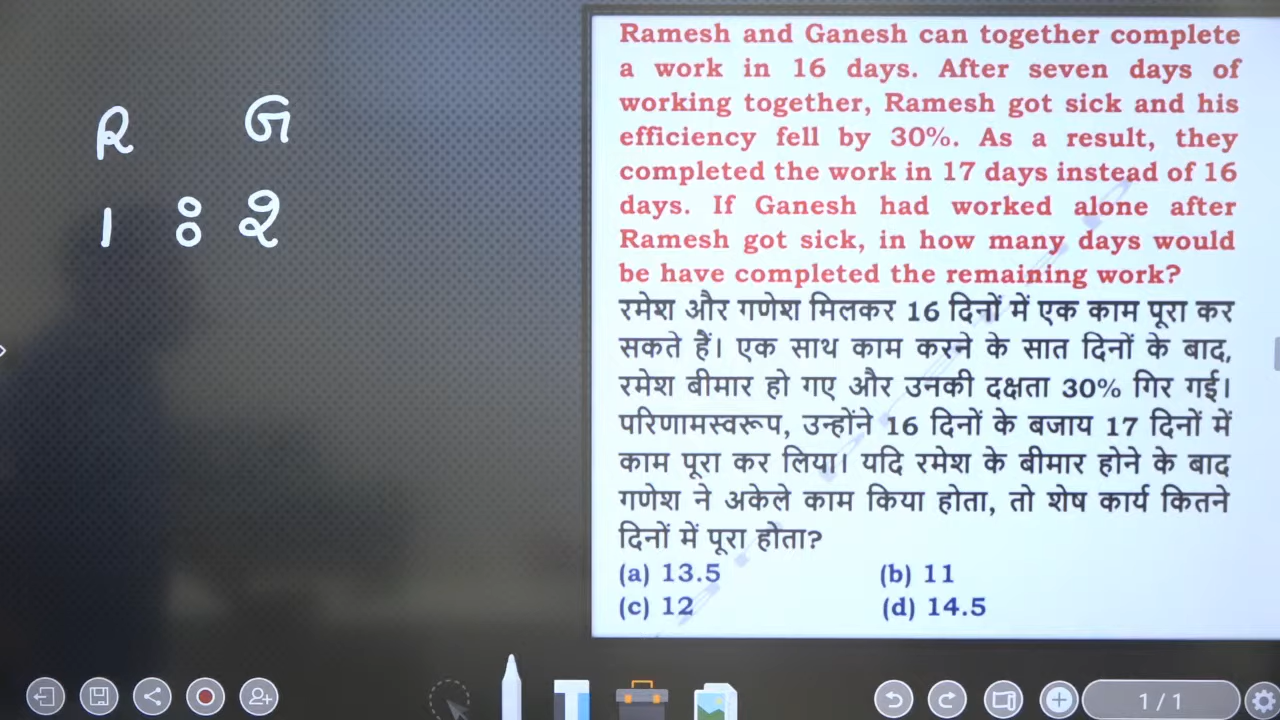 R G
1 : 2
Ramesh and Ganesh can together complete
a work in 16 days. After seven days of
working together, Ramesh got sick and his
efficiency fell by 30%. As a result, they
completed the work in 17 days instead of 16
days. If Ganesh had worked alone after
Ramesh got sick, in how many days would
be have completed the remaining work?
रमेश और गणेश मिलकर 16 दिनों में एक काम पूरा कर
सकते हैं। एक साथ काम करने के सात दिनों के बाद,
रमेश बीमार हो गए और उनकी दक्षता 30% गिर गई।
परिणामस्वरूप, उन्होंने 16 दिनों के बजाय 17 दिनों में
काम पूरा कर लिया। यदि रमेश के बीमार होने के बाद
गणेश ने अकेले काम किया होता, तो शेष कार्य कितने
दिनों में पूरा होता?
(a) 13.5 (b) 11
(c) 12 (d) 14.5
1 / 1